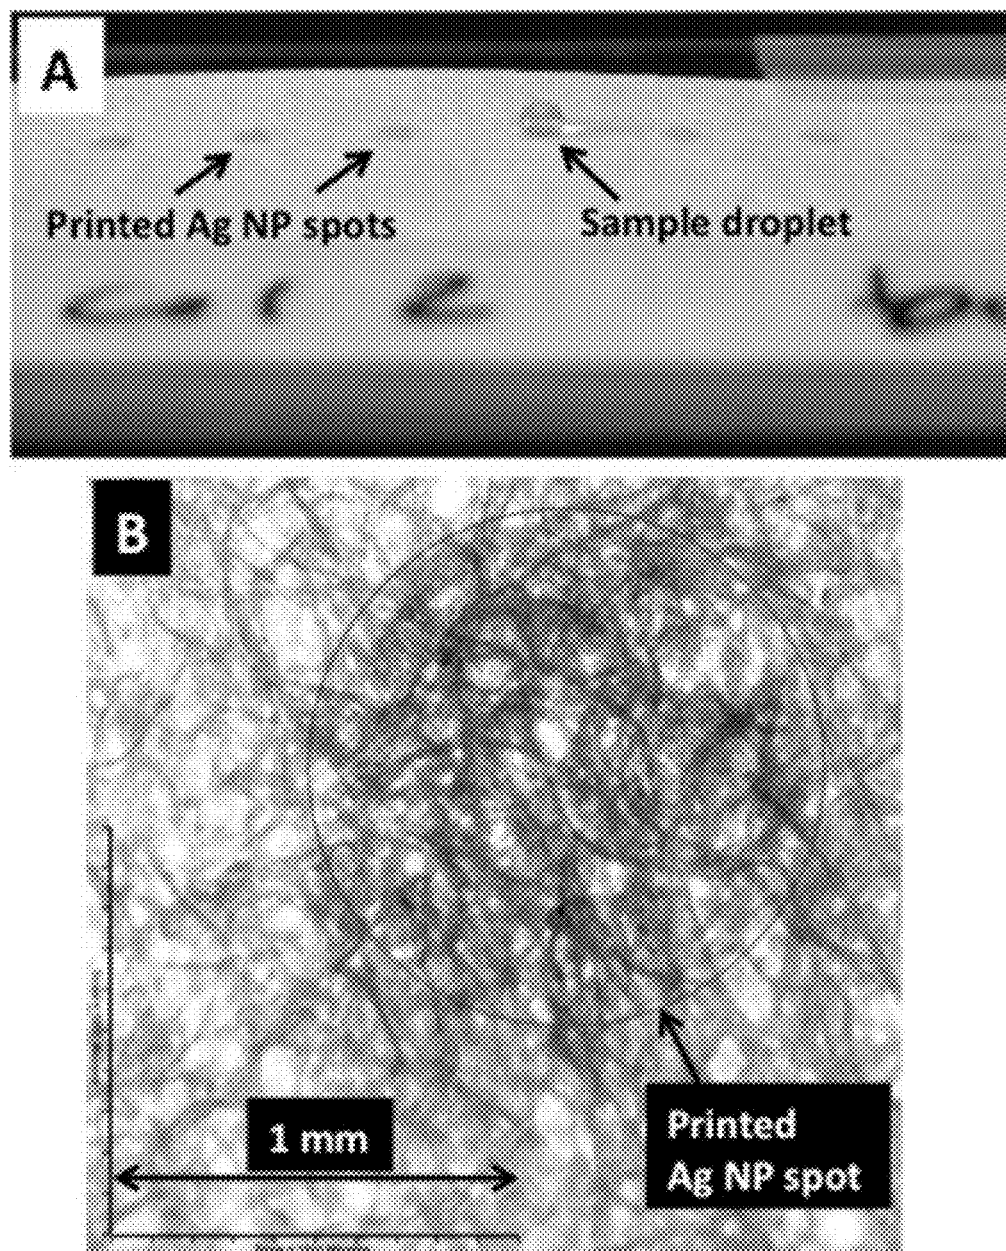 A
Printed Ag NP spots
Sample droplet
B
1 mm
Printed
Ag NP spot